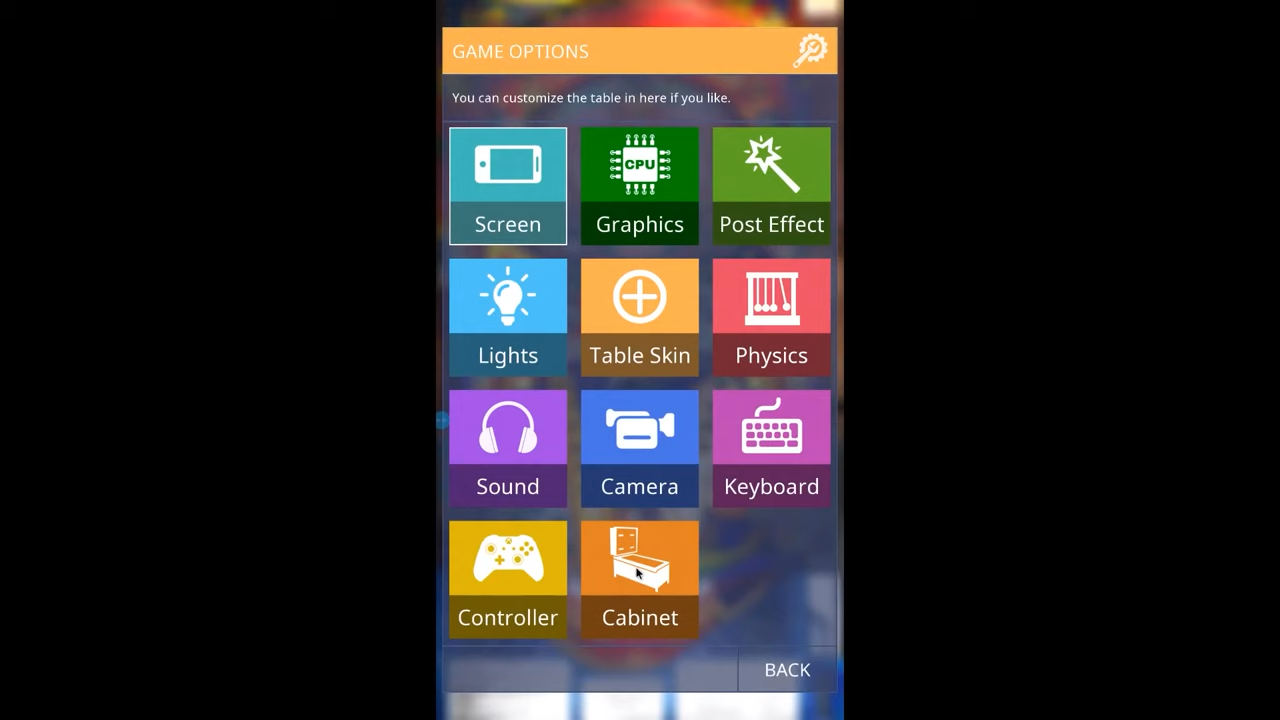 GAME OPTIONS
You can customize the table in here if you like.
CPU
Screen Graphics Post Effect
Lights Table Skin Physics
Sound Camera Keyboard
Controller Cabinet
BACK